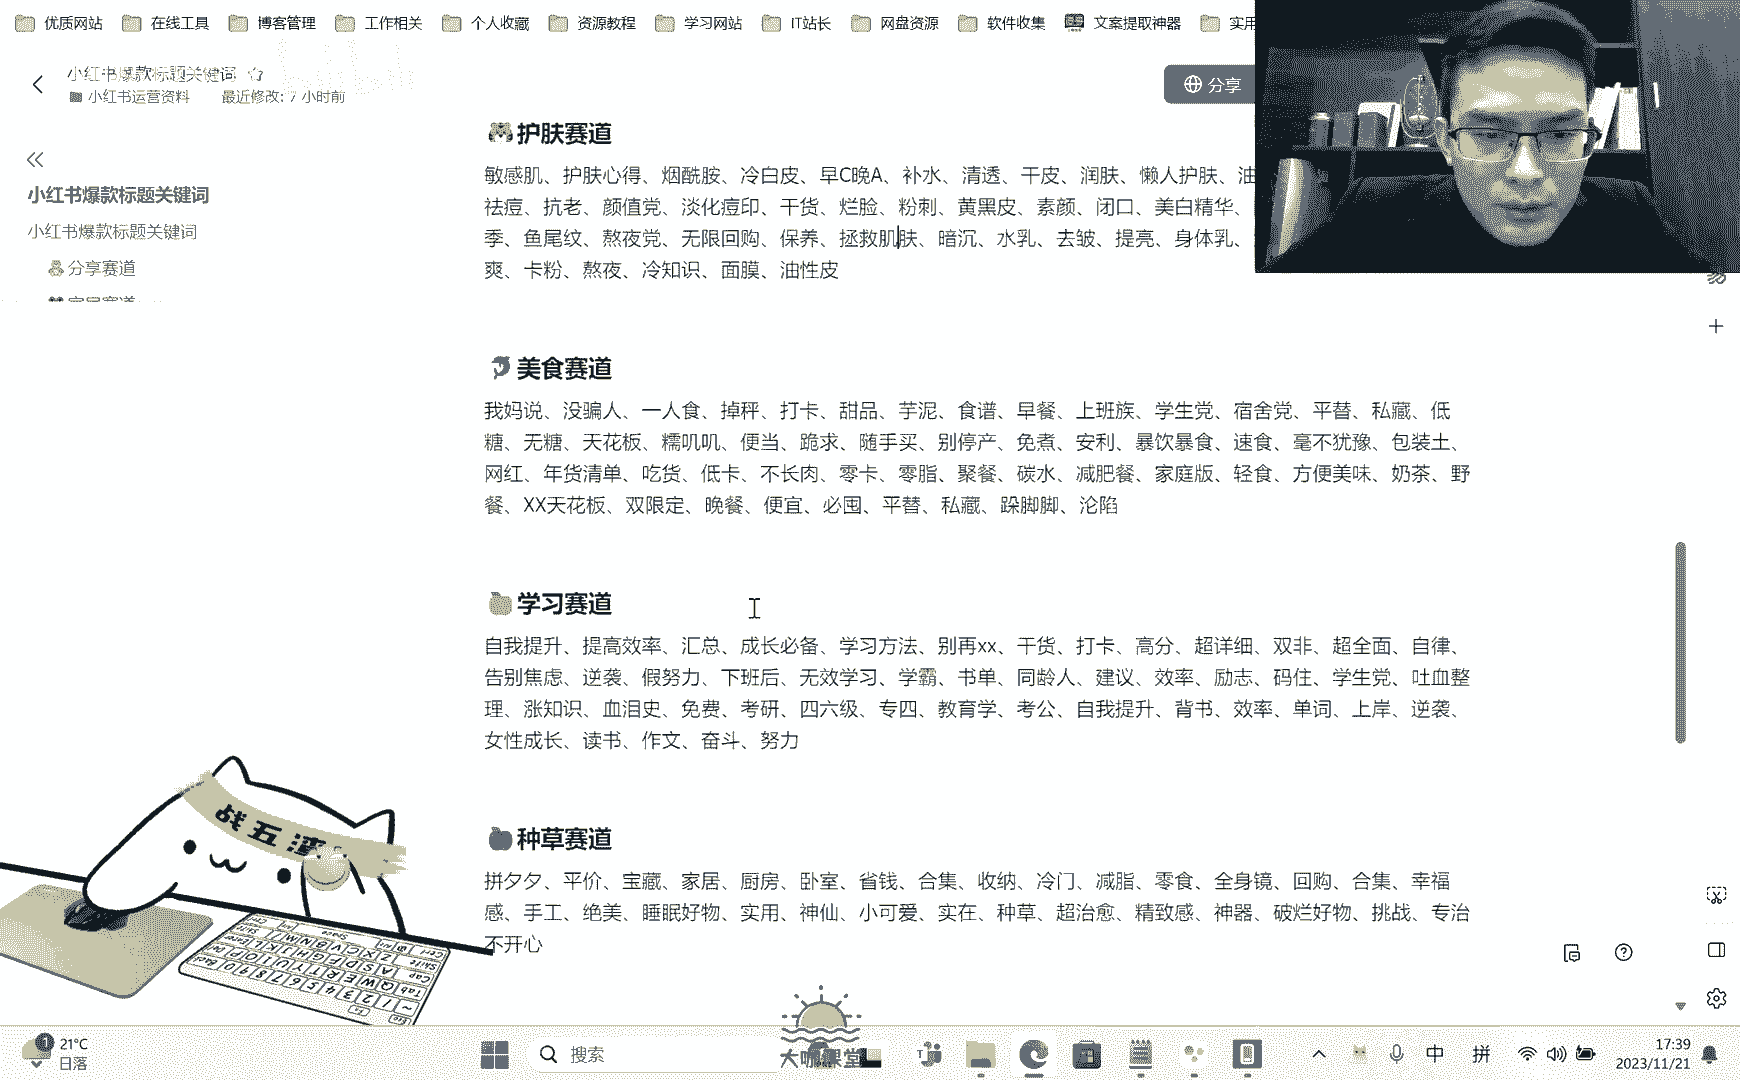 优质网站 在线工具 博客管理 工作相关 个人收藏 资源教程 学习网站 IT站长 网盘资源 软件收集 文案提取神器 实用
小红书爆款标题关键词
小红书运营资料 最近修改: 7 小时前
分享
小红书爆款标题关键词
小红书爆款标题关键词
分享赛道
护肤赛道
敏感肌、护肤心得、烟酰胺、冷白皮、早C晚A、补水、清透、干皮、润肤、懒人护肤、油
祛痘、抗老、颜值党、淡化痘印、干货、烂脸、粉刺、黄黑皮、素颜、闭口、美白精华、
季、鱼尾纹、熬夜党、无限回购、保养、拯救肌肤、暗沉、水乳、去皱、提亮、身体乳、
爽、卡粉、熬夜、冷知识、面膜、油性皮
美食赛道
我妈说、没骗人、一人食、掉秤、打卡、甜品、芋泥、食谱、早餐、上班族、学生党、宿舍党、平替、私藏、低
糖、无糖、天花板、糯叽叽、便当、跪求、随手买、别停产、免煮、安利、暴饮暴食、速食、毫不犹豫、包装土、
网红、年货清单、吃货、低卡、不长肉、零卡、零脂、聚餐、碳水、减肥餐、家庭版、轻食、方便美味、奶茶、野
餐、XX天花板、双限定、晚餐、便宜、必囤、平替、私藏、跺脚脚、沦陷
学习赛道
自我提升、提高效率、汇总、成长必备、学习方法、别再xx、干货、打卡、高分、超详细、双非、超全面、自律、
告别焦虑、逆袭、假努力、下班后、无效学习、学霸、书单、同龄人、建议、效率、励志、码住、学生党、吐血整
理、涨知识、血泪史、免费、考研、四六级、专四、教育学、考公、自我提升、背书、效率、单词、上岸、逆袭、
女性成长、读书、作文、奋斗、努力
种草赛道
拼夕夕、平价、宝藏、家居、厨房、卧室、省钱、合集、收纳、冷门、减脂、零食、全身镜、回购、合集、幸福
感、手工、绝美、睡眠好物、实用、神仙、小可爱、实在、种草、超治愈、精致感、神器、破烂好物、挑战、专治
不开心
战五渣
21°C
日落
搜索
大咖课堂
中 拼
17:39
2023/11/21